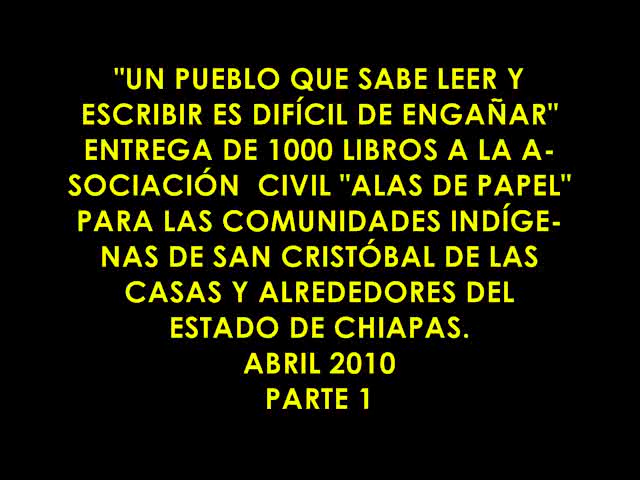 "UN PUEBLO QUE SABE LEER Y
ESCRIBIR ES DIFÍCIL DE ENGAÑAR"
ENTREGA DE 1000 LIBROS A LA A-
SOCIACIÓN  CIVIL "ALAS DE PAPEL"
PARA LAS COMUNIDADES INDÍGE-
NAS DE SAN CRISTÓBAL DE LAS
CASAS Y ALREDEDORES DEL
ESTADO DE CHIAPAS.
ABRIL 2010
PARTE 1